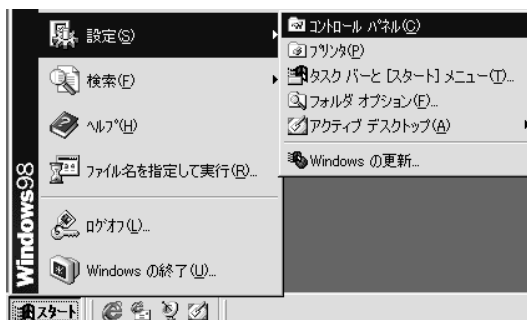 設定(S)
検索(F)
ヘルプ(H)
ファイル名を指定して実行(R)...
ログオフ(L)...
Windows の終了(U)...
Windows98
コントロール パネル(C)
プリンタ(P)
タスク バーと [スタート] メニュー(T)...
フォルダ オプション(F)...
アクティブ デスクトップ(A)
Windows の更新...
スタート